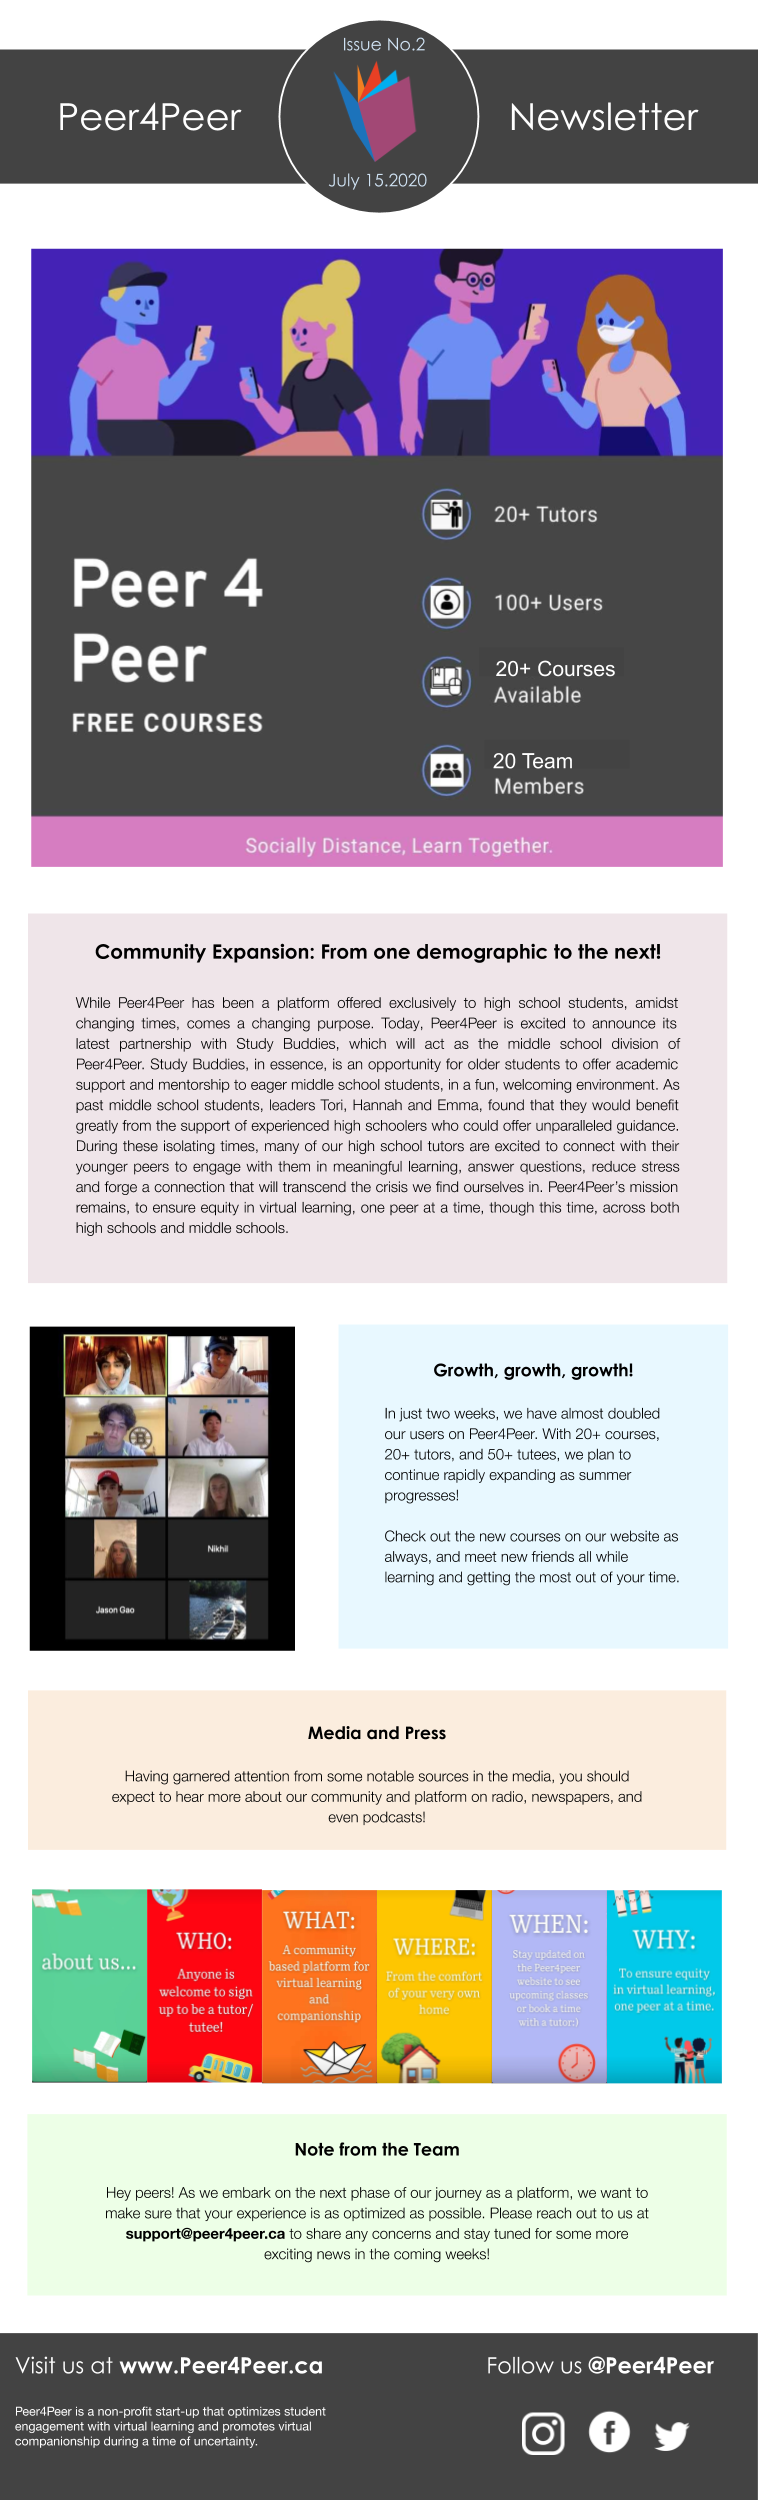 Issue No.2
Peer4Peer
Newsletter
July 15.2020
20+ Tutors
100+ Users
20+ Courses
Available
20 Team
Members
Peer 4
Peer
FREE COURSES
Socially Distance, Learn Together.
Community Expansion: From one demographic to the next!
While Peer4Peer has been a platform offered exclusively to high school students, amidst
changing times, comes a changing purpose. Today, Peer4Peer is excited to announce its
latest partnership with Study Buddies, which will act as the middle school division of
Peer4Peer. Study Buddies, in essence, is an opportunity for older students to offer academic
support and mentorship to eager middle school students, in a fun, welcoming environment. As
past middle school students, leaders Tori, Hannah and Emma, found that they would benefit
greatly from the support of experienced high schoolers who could offer unparalleled guidance.
During these isolating times, many of our high school tutors are excited to connect with their
younger peers to engage with them in meaningful learning, answer questions, reduce stress
and forge a connection that will transcend the crisis we find ourselves in. Peer4Peer's mission
remains, to ensure equity in virtual learning, one peer at a time, though this time, across both
high schools and middle schools.
Nikhil
Jason Gao
Growth, growth, growth!
In just two weeks, we have almost doubled
our users on Peer4Peer. With 20+ courses,
20+ tutors, and 50+ tutees, we plan to
continue rapidly expanding as summer
progresses!
Check out the new courses on our website as
always, and meet new friends all while
learning and getting the most out of your time.
Media and Press
Having garnered attention from some notable sources in the media, you should
expect to hear more about our community and platform on radio, newspapers, and
even podcasts!
about us...
WHO:
Anyone is
welcome to sign
up to be a tutor/
tutee!
WHAT:
A community
based platform for
virtual learning
and
companionship
WHERE:
From the comfort
of your very own
home
WHEN:
Stay updated on
the Peer4peer
website to see
upcoming classes
or book a time
with a tutor:)
WHY:
To ensure equity
in virtual learning,
one peer at a time.
Note from the Team
Hey peers! As we embark on the next phase of our journey as a platform, we want to
make sure that your experience is as optimized as possible. Please reach out to us at
support@peer4peer.ca to share any concerns and stay tuned for some more
exciting news in the coming weeks!
Visit us at www.Peer4Peer.ca
Peer4Peer is a non-profit start-up that optimizes student
engagement with virtual learning and promotes virtual
companionship during a time of uncertainty.
Follow us @Peer4Peer